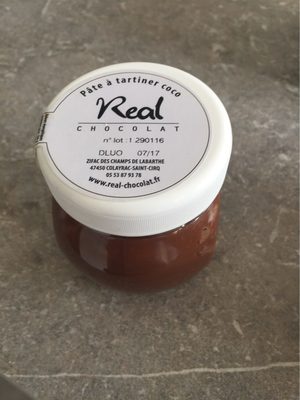 Pâte à tartiner coco
Real
CHOCOLAT
n° lot : l 290116
DLUO 07/17
ZIFAC DES CHAMPS DE LABARTHE
47450 COLAYRAC-SAINT-CIRQ
05 53 87 93 78
www.real-chocolat.fr